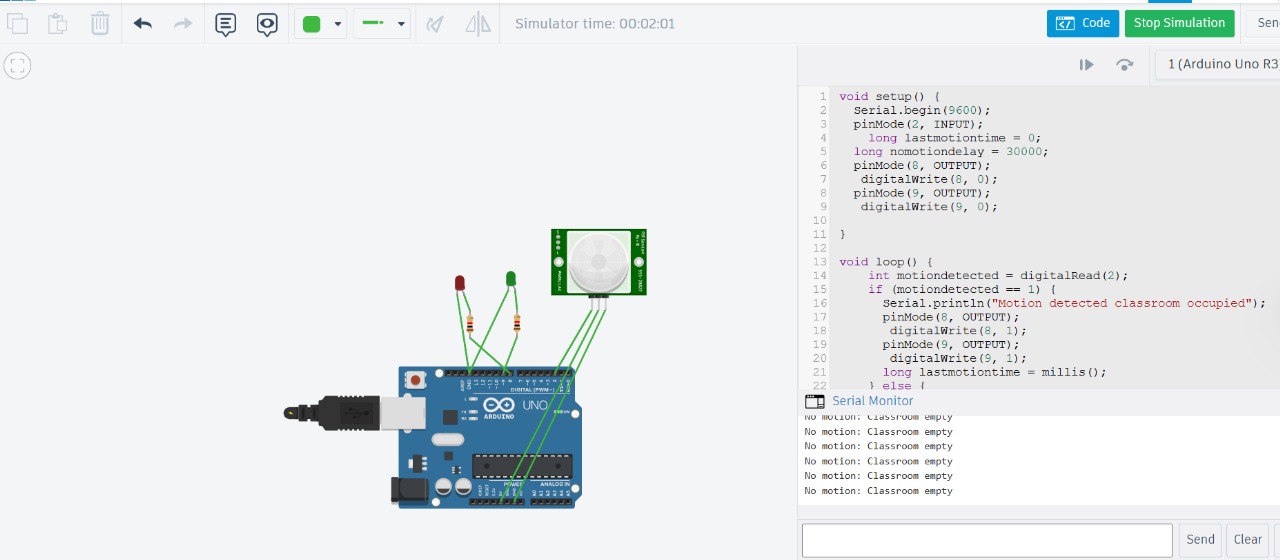 Simulator time: 00:02:01
Code
Stop Simulation
Sen
1 (Arduino Uno R3
1 void setup() {
2 Serial.begin(9600);
3 pinMode(2, INPUT);
4 long lastmotiontime = 0;
5 long nomotiondelay = 30000;
6 pinMode(8, OUTPUT);
7 digitalWrite(8, 0);
8 pinMode(9, OUTPUT);
9 digitalWrite(9, 0);
10
11 }
12
13 void loop() {
14 int motiondetected = digitalRead(2);
15 if (motiondetected == 1) {
16 Serial.println("Motion detected classroom occupied");
17 pinMode(8, OUTPUT);
18 digitalWrite(8, 1);
19 pinMode(9, OUTPUT);
20 digitalWrite(9, 1);
21 long lastmotiontime = millis();
22 } else {
DIGITAL (PWM~)
UNO
ARDUINO
POWER
ANALOG IN
Serial Monitor
No motion: Classroom empty
No motion: Classroom empty
No motion: Classroom empty
No motion: Classroom empty
No motion: Classroom empty
No motion: Classroom empty
Send
Clear